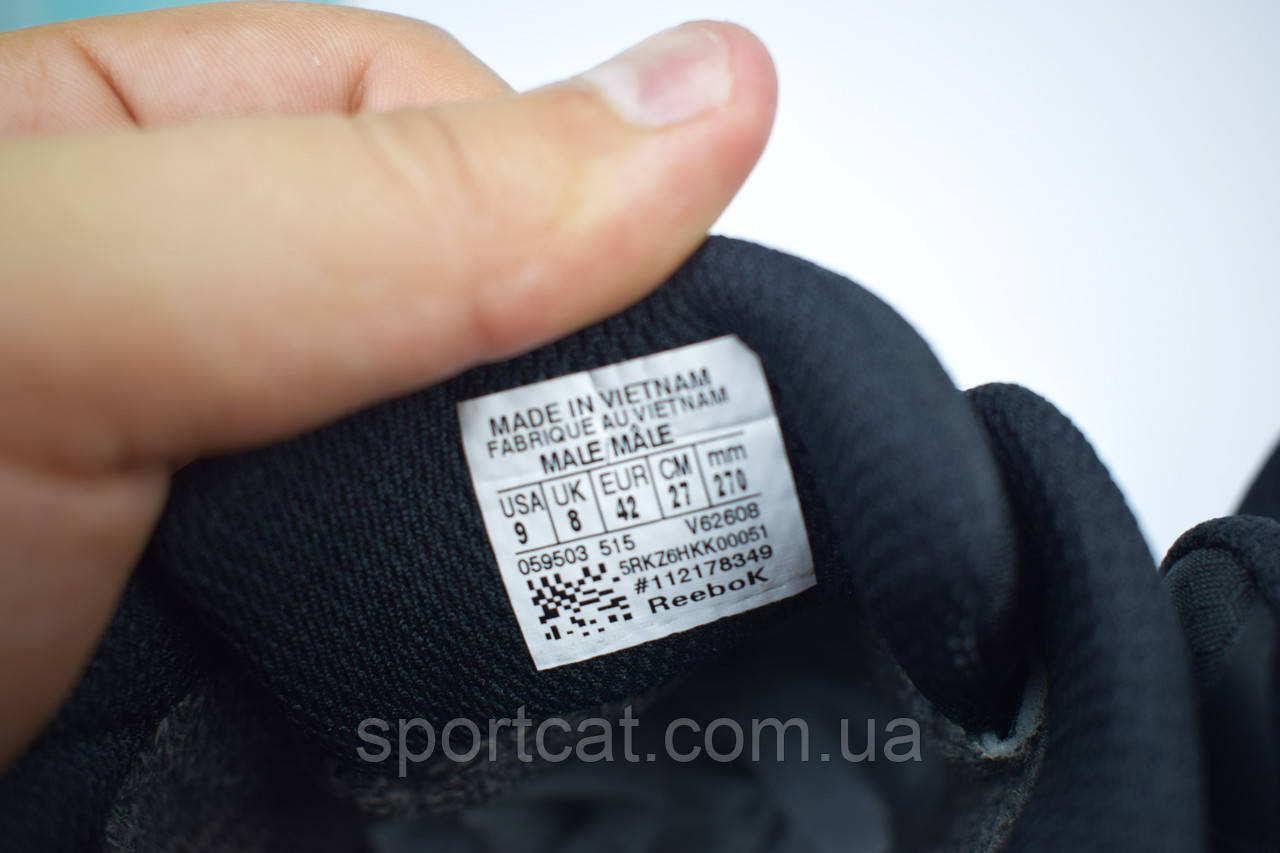 MADE IN VIETNAM
FABRIQUE AU VIETNAM
MALE/MÂLE
USA UK EUR CM mm
9 8 42 27 270
059503 515 V62608
5RKZ6HKK00051
#112178349
ReeboK
sportcat.com.ua